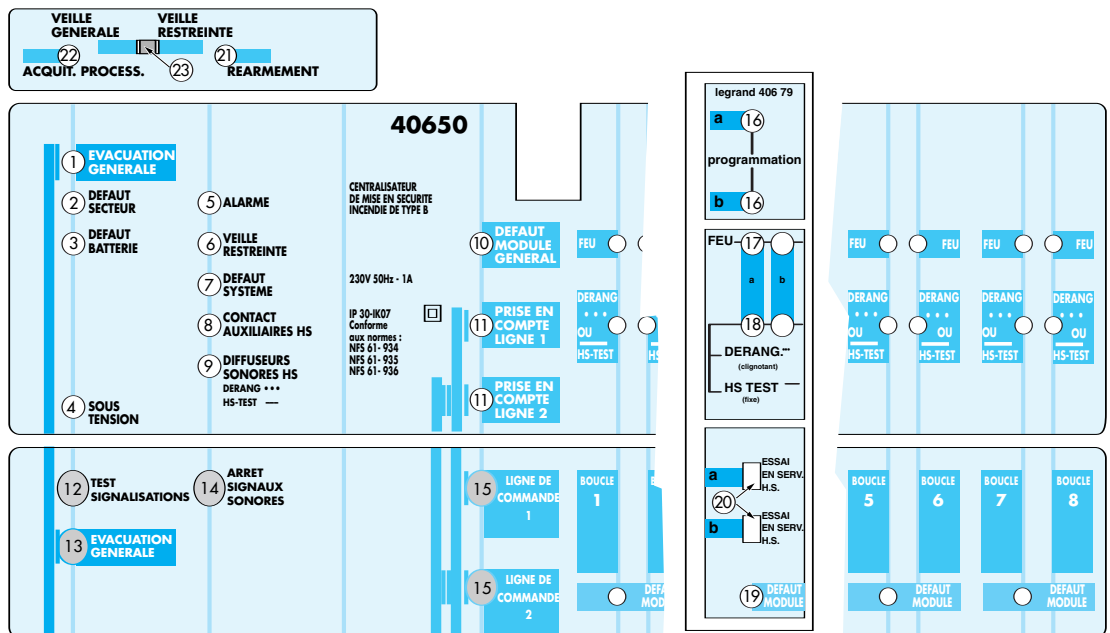 VEILLE GENERALE
VEILLE RESTREINTE
22
23
21
ACQUIT. PROCESS.
REARMEMENT
40650
1 EVACUATION GENERALE
2 DEFAUT SECTEUR
3 DEFAUT BATTERIE
4 SOUS TENSION
5 ALARME
6 VEILLE RESTREINTE
7 DEFAUT SYSTEME
8 CONTACT AUXILIAIRES HS
9 DIFFUSEURS SONORES HS
DERANG •••
HS-TEST —
CENTRALISATEUR
DE MISE EN SECURITE
INCENDIE DE TYPE B
230V 50Hz - 1A
IP 30-IK07
Conforme
aux normes :
NFS 61- 934
NFS 61- 935
NFS 61- 936
10 DEFAUT MODULE GENERAL
11 PRISE EN COMPTE LIGNE 1
11 PRISE EN COMPTE LIGNE 2
FEU
DERANG
•••
OU
HS-TEST
legrand 406 79
a 16
programmation
b 16
FEU 17
a b
18
DERANG.•••
(clignotant)
HS TEST —
(fixe)
a
ESSAI
EN SERV.
H.S.
20
b
ESSAI
EN SERV.
H.S.
19 DEFAUT MODULE
FEU
FEU
FEU
FEU
DERANG
•••
OU
HS-TEST
DERANG
•••
OU
HS-TEST
DERANG
•••
OU
HS-TEST
DERANG
•••
OU
HS-TEST
12 TEST SIGNALISATIONS
13 EVACUATION GENERALE
14 ARRET SIGNAUX SONORES
15 LIGNE DE COMMANDE 1
15 LIGNE DE COMMANDE 2
BOUCLE 1
BOUCLE 5
BOUCLE 6
BOUCLE 7
BOUCLE 8
DEFAUT MODULE
DEFAUT MODULE